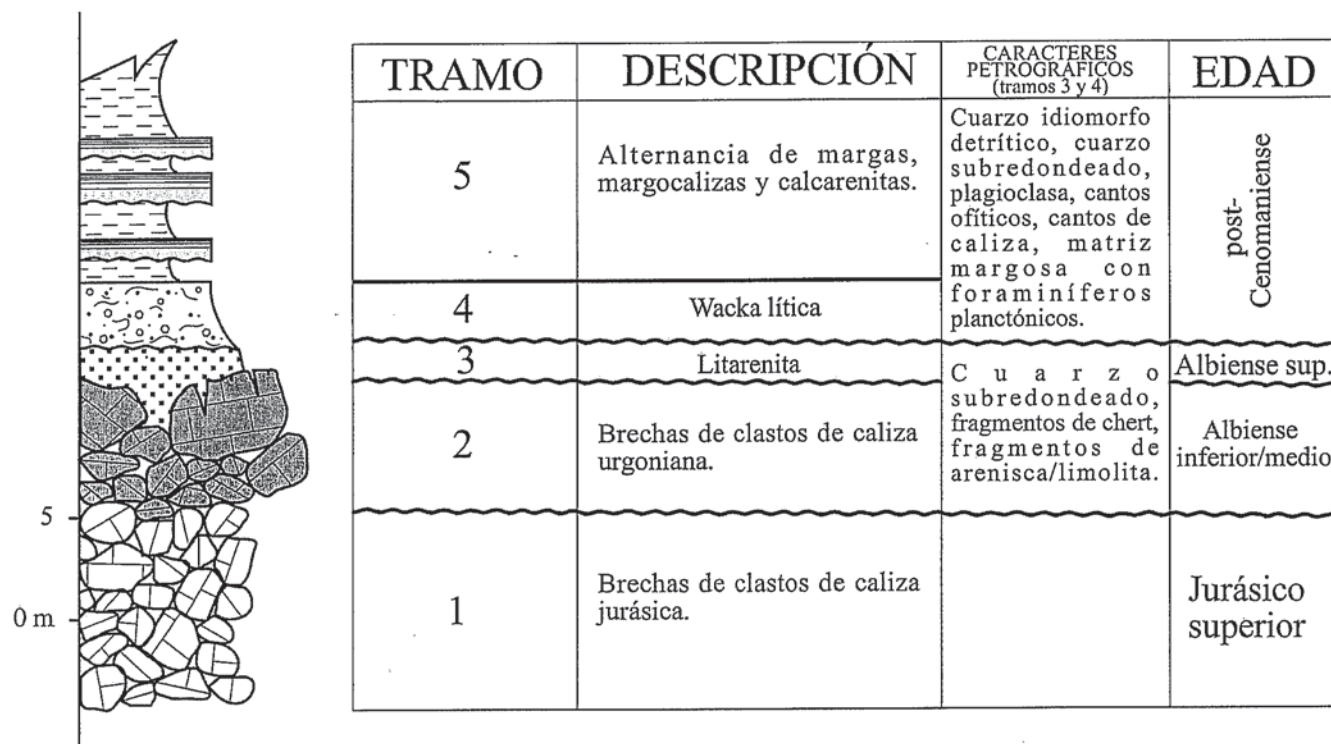 TRAMO
DESCRIPCIÓN
CARACTERES
PETROGRÁFICOS
(tramos 3 y 4)
EDAD
5
Alternancia de margas,
margocalizas y calcarenitas.
Cuarzo idiomorfo
detrítico, cuarzo
subredondeado,
plagioclasa, cantos
ofíticos, cantos de
caliza, matriz
margosa con
foraminíferos
planctónicos.
post-
Cenomaniense
4
Wacka lítica
3
Litarenita
Cuarzo
subredondeado,
fragmentos de chert,
fragmentos de
arenisca/limolita.
Albiense sup.
2
Brechas de clastos de caliza
urgoniana.
Albiense
inferior/medio
1
Brechas de clastos de caliza
jurásica.
Jurásico
superior
5
0 m